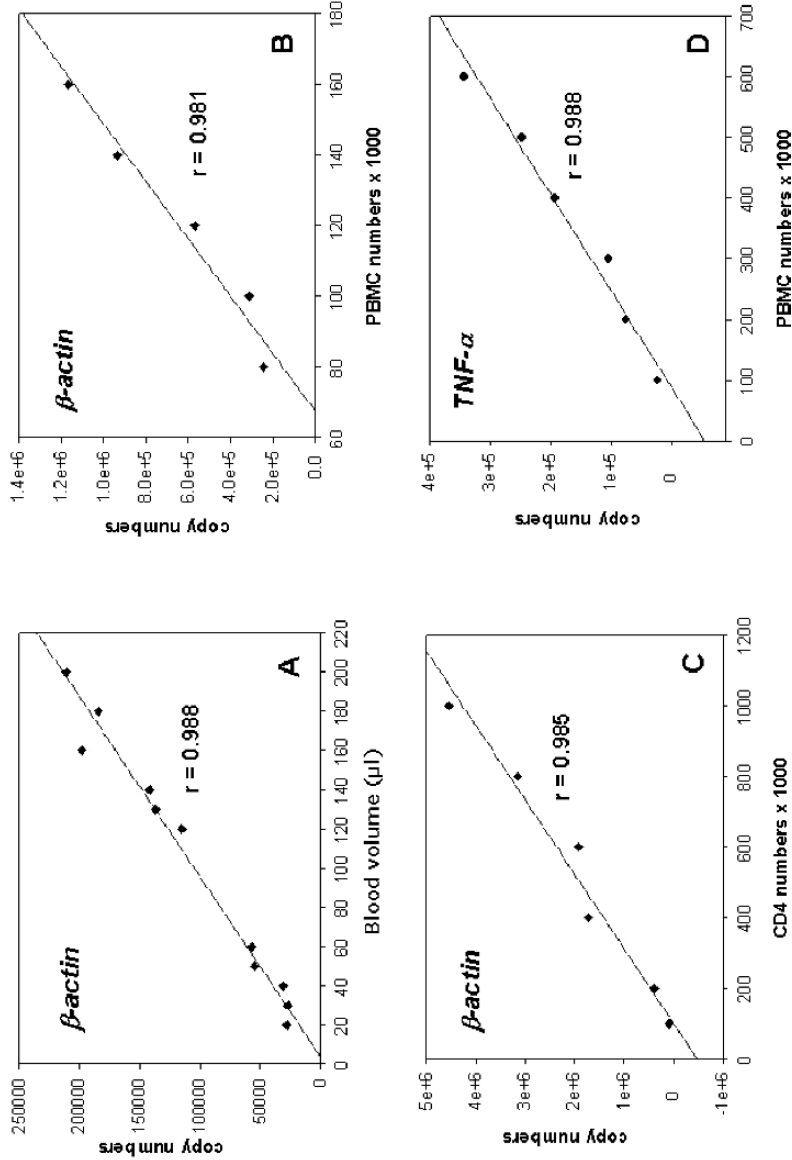 β-actin
copy numbers
250000
200000
150000
100000
50000
0
0 20 40 60 80 100 120 140 160 180 200 220
Blood volume (µl)
r = 0.988
A
β-actin
copy numbers
1.4e+6
1.2e+6
1.0e+6
8.0e+5
6.0e+5
4.0e+5
2.0e+5
0.0
60 80 100 120 140 160 180
PBMC numbers x 1000
r = 0.981
B
β-actin
copy numbers
5e+6
4e+6
3e+6
2e+6
1e+6
0
-1e+6
0 200 400 600 800 1000 1200
CD4 numbers x 1000
r = 0.985
C
TNF-α
copy numbers
4e+5
3e+5
2e+5
1e+5
0
0 100 200 300 400 500 600 700
PBMC numbers x 1000
r = 0.988
D